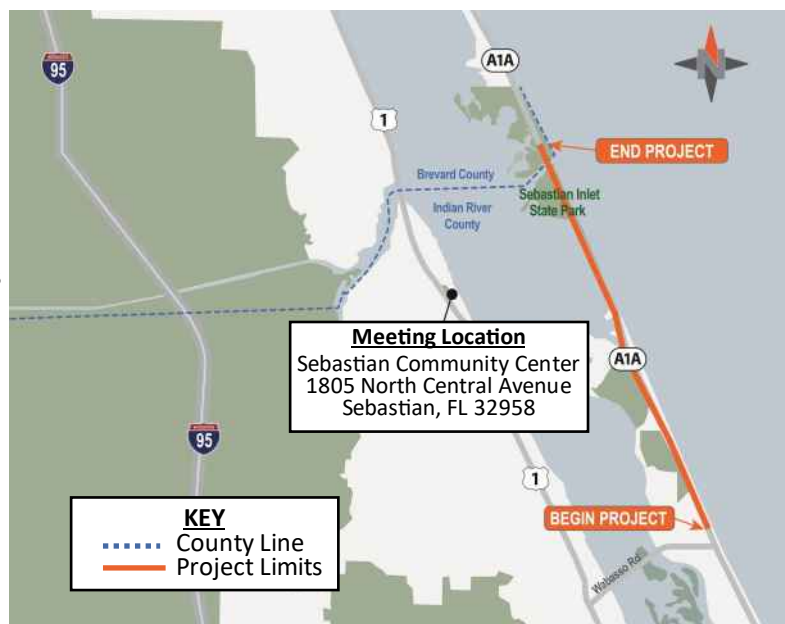 A1A
95
1
N
END PROJECT
Brevard County
Indian River
County
Sebastian Inlet
State Park
Meeting Location
Sebastian Community Center
1805 North Central Avenue
Sebastian, FL 32958
A1A
95
1
KEY
County Line
Project Limits
BEGIN PROJECT
Wabasso Rd